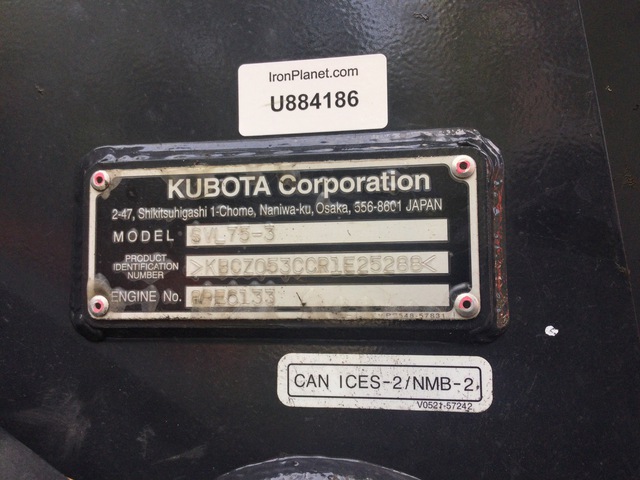 IronPlanet.com
U884186
KUBOTA Corporation
2-47, Shikitsuhigashi 1-Chome, Naniwa-ku, Osaka, 556-8601 JAPAN
MODEL SVL75-3
PRODUCT
IDENTIFICATION
NUMBER
>KBCZ053CCR1E25288<
ENGINE No.
CAN ICES-2/NMB-2
V0521-57242